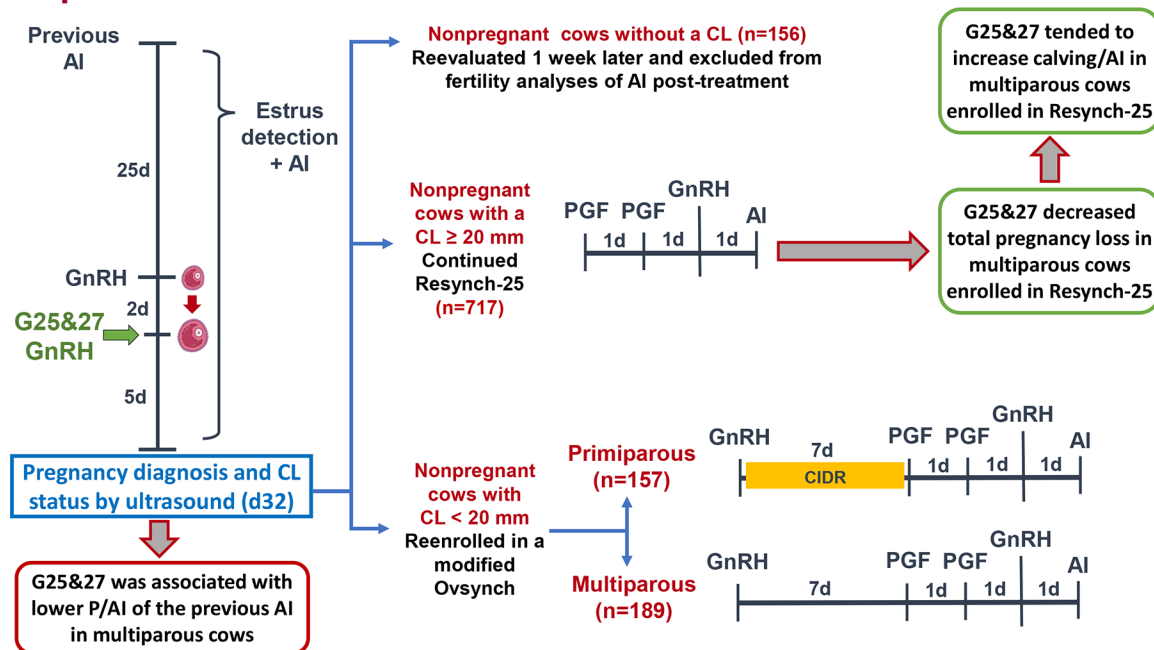 Previous
AI
25d
GnRH
2d
G25&27
GnRH
5d
Estrus
detection
+ AI
Pregnancy diagnosis and CL
status by ultrasound (d32)
G25&27 was associated with
lower P/AI of the previous AI
in multiparous cows
Nonpregnant cows without a CL (n=156)
Reevaluated 1 week later and excluded from
fertility analyses of AI post-treatment
Nonpregnant
cows with a
CL ≥ 20 mm
Continued
Resynch-25
(n=717)
PGF PGF GnRH AI
1d 1d 1d
G25&27 tended to
increase calving/AI in
multiparous cows
enrolled in Resynch-25
G25&27 decreased
total pregnancy loss in
multiparous cows
enrolled in Resynch-25
Nonpregnant
cows with
CL < 20 mm
Reenrolled in a
modified
Ovsynch
Primiparous
(n=157)
GnRH PGF PGF GnRH AI
7d 1d 1d 1d
CIDR
Multiparous
(n=189)
GnRH PGF PGF GnRH AI
7d 1d 1d 1d